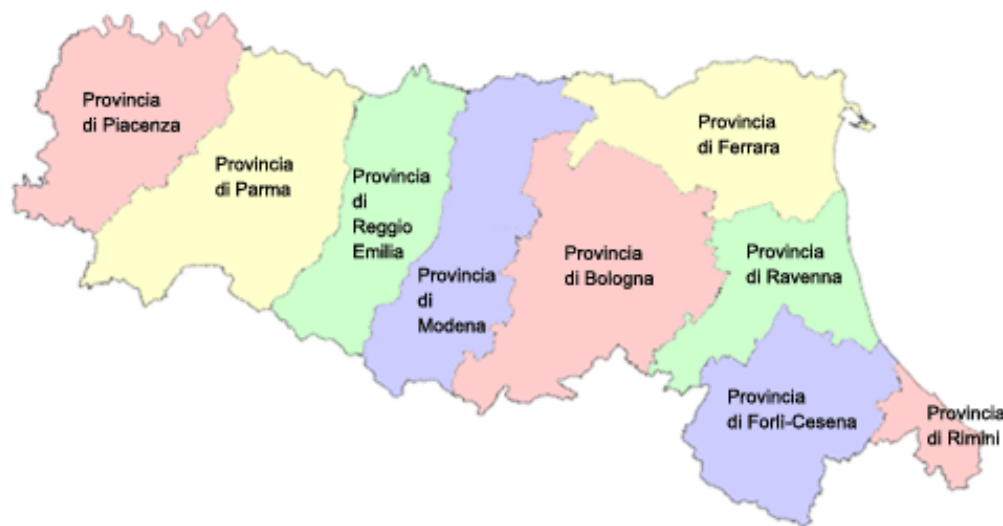 Provincia
di Piacenza
Provincia
di Parma
Provincia
di
Reggio
Emilia
Provincia
di
Modena
Provincia
di Bologna
Provincia
di Ferrara
Provincia
di Ravenna
Provincia
di Forlì-Cesena
Provincia
di Rimini